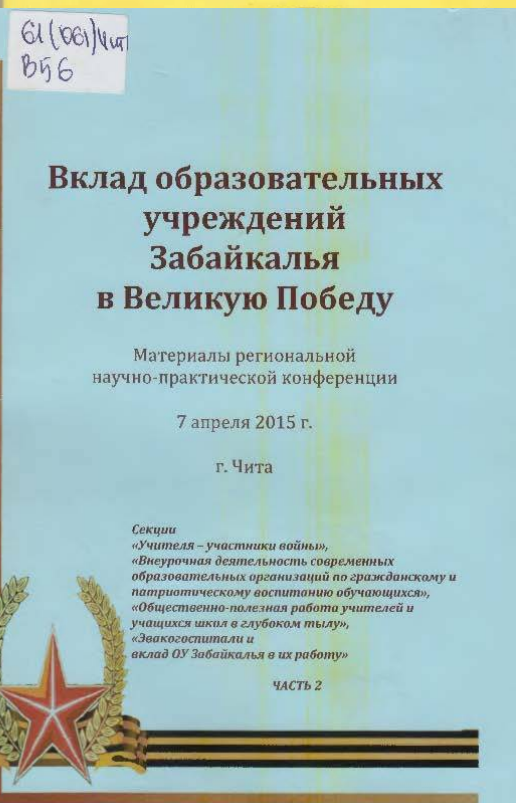 61(061)Чит
В56
Вклад образовательных
учреждений
Забайкалья
в Великую Победу
Материалы региональной
научно-практической конференции
7 апреля 2015 г.
г. Чита
Секции
«Учителя – участники войны»,
«Внеурочная деятельность современных
образовательных организаций по гражданскому и
патриотическому воспитанию обучающихся»,
«Общественно-полезная работа учителей и
учащихся школ в глубоком тылу»,
«Эвакогоспитали и
вклад ОУ Забайкалья в их работу»
ЧАСТЬ 2